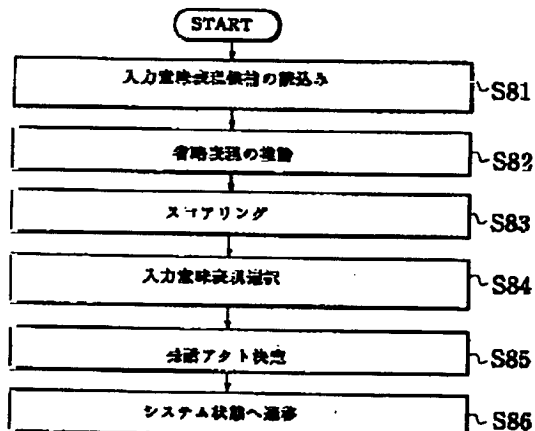 START
入力意味表現候補の読込み
S81
省略表現の推論
S82
スコアリング
S83
入力意味表現選択
S84
発話アクト決定
S85
システム状態へ遷移
S86